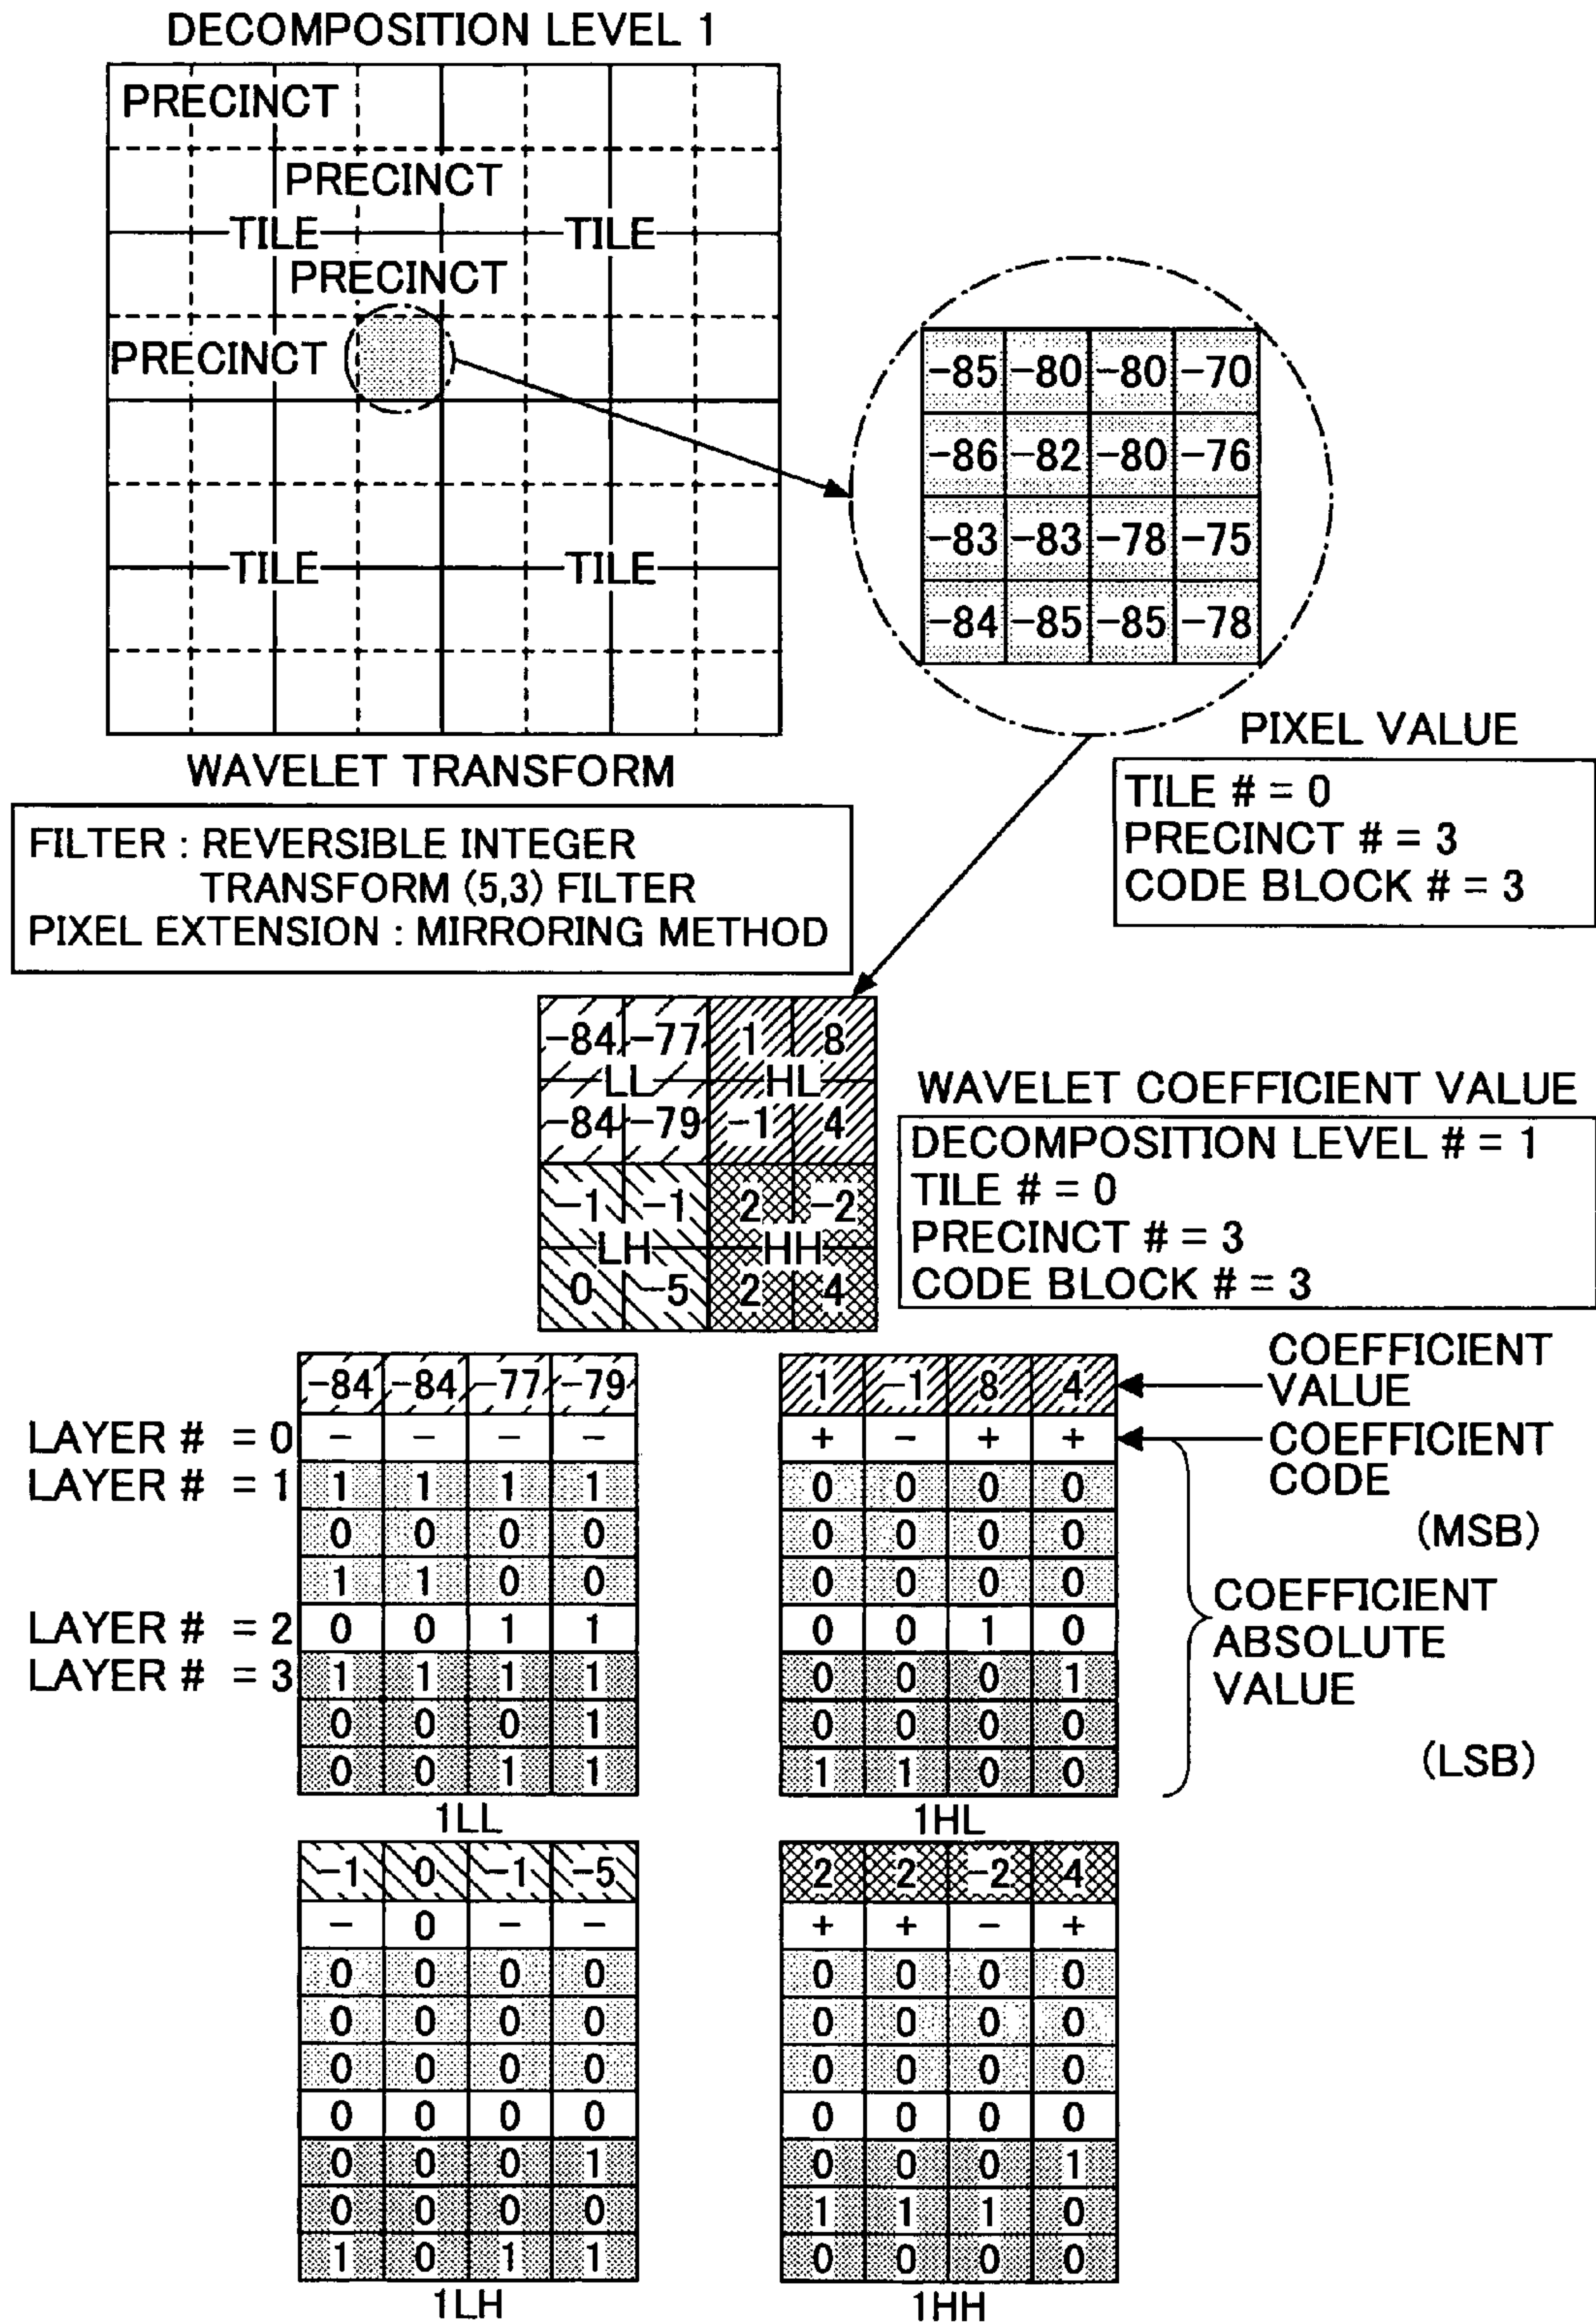 DECOMPOSITION LEVEL 1
PRECINCT
PRECINCT
TILE TILE
PRECINCT
PRECINCT
TILE TILE
-85 -80 -80 -70
-86 -82 -80 -76
-83 -83 -78 -75
-84 -85 -85 -78
PIXEL VALUE
TILE # = 0
PRECINCT # = 3
CODE BLOCK # = 3
WAVELET TRANSFORM
FILTER : REVERSIBLE INTEGER
TRANSFORM (5,3) FILTER
PIXEL EXTENSION : MIRRORING METHOD
-84 -77 1 8
LL HL
-84 -79 -1 4
-1 -1 2 -2
LH HH
0 -5 2 4
WAVELET COEFFICIENT VALUE
DECOMPOSITION LEVEL # = 1
TILE # = 0
PRECINCT # = 3
CODE BLOCK # = 3
-84 -84 -77 -79
LAYER # = 0 - - - -
LAYER # = 1 1 1 1 1
0 0 0 0
1 1 0 0
LAYER # = 2 0 0 1 1
LAYER # = 3 1 1 1 1
0 0 0 1
0 0 1 1
1LL
1 -1 8 4
+ - + +
0 0 0 0
0 0 0 0
0 0 0 0
0 0 1 0
0 0 0 1
0 0 0 0
1 1 0 0
1HL
COEFFICIENT
VALUE
COEFFICIENT
CODE
(MSB)
COEFFICIENT
ABSOLUTE
VALUE
(LSB)
-1 0 -1 -5
- 0 - -
0 0 0 0
0 0 0 0
0 0 0 0
0 0 0 0
0 0 0 1
0 0 0 0
1 0 1 1
1LH
2 2 -2 4
+ + - +
0 0 0 0
0 0 0 0
0 0 0 0
0 0 0 0
0 0 0 1
1 1 1 0
0 0 0 0
1HH